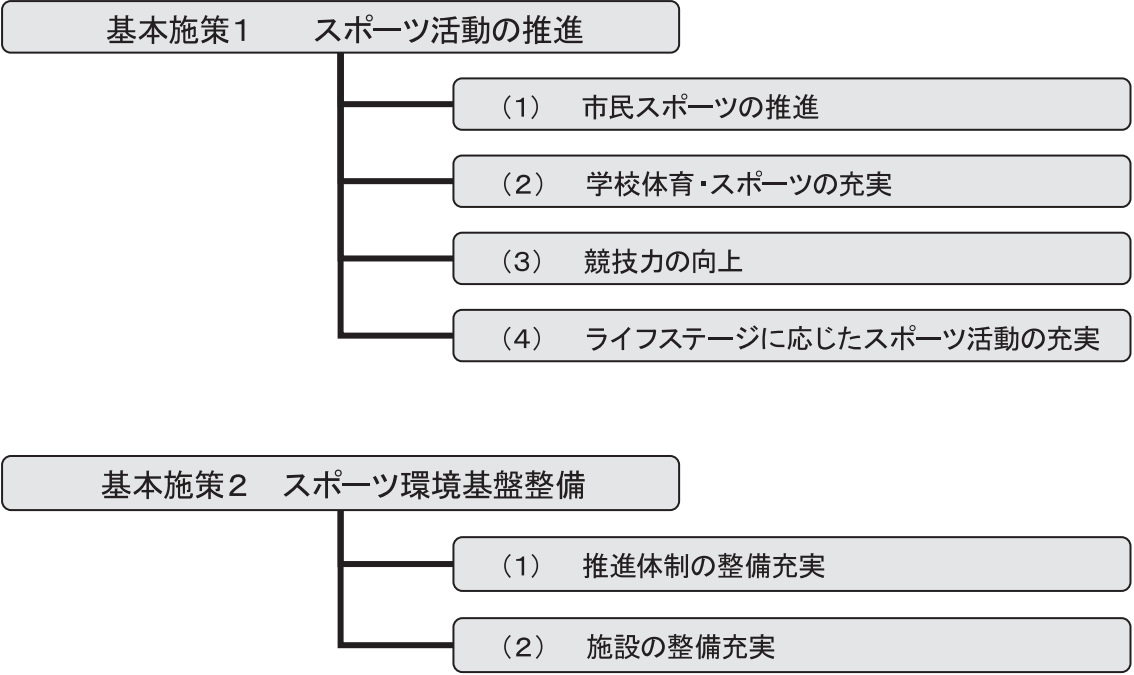 基本施策1　スポーツ活動の推進
（1）　市民スポーツの推進
（2）　学校体育・スポーツの充実
（3）　競技力の向上
（4）　ライフステージに応じたスポーツ活動の充実
基本施策2　スポーツ環境基盤整備
（1）　推進体制の整備充実
（2）　施設の整備充実